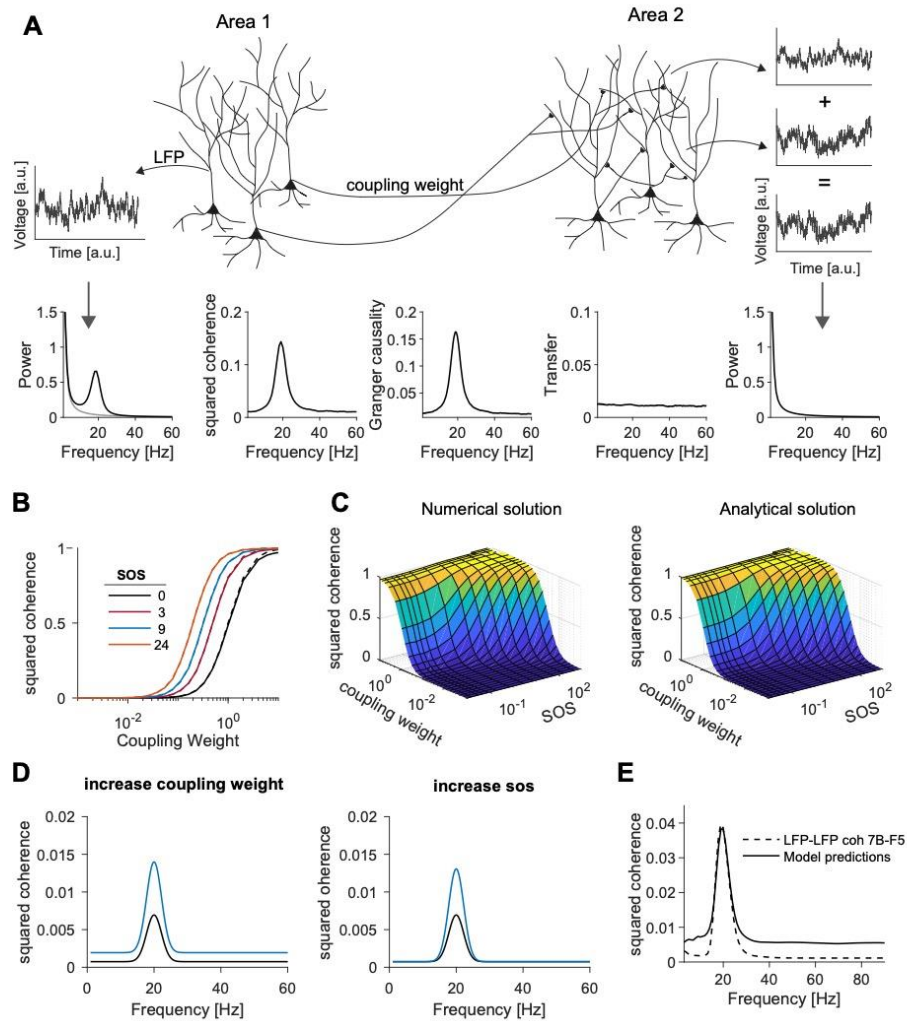 A
Area 1
Area 2
LFP
coupling weight
+
=
Voltage [a.u.]
Time [a.u.]
Voltage [a.u.]
Time [a.u.]
Power
1.5
1
0.5
0
20 40 60
Frequency [Hz]
squared coherence
0.2
0.1
0
0 20 40 60
Frequency [Hz]
Granger causality
0.2
0.15
0.1
0.05
0 20 40 60
Frequency [Hz]
Transfer
0.1
0.05
0
0 20 40 60
Frequency [Hz]
Power
1.5
1
0.5
0
20 40 60
Frequency [Hz]
B
squared coherence
1
0.5
0
SOS
0
3
9
24
10⁻² 10⁰
Coupling Weight
C
Numerical solution
squared coherence
1
0.5
0
10⁰
10⁻²
coupling weight
10⁻¹
10²
SOS
Analytical solution
squared coherence
1
0.5
0
10⁰
10⁻²
coupling weight
10⁻¹
10²
SOS
D
increase coupling weight
squared coherence
0.02
0.015
0.01
0.005
0
0 20 40 60
Frequency [Hz]
increase sos
squared oherence
0.02
0.015
0.01
0.005
0
0 20 40 60
Frequency [Hz]
E
squared coherence
0.04
0.03
0.02
0.01
0
LFP-LFP coh 7B-F5
Model predictions
20 40 60 80
Frequency [Hz]